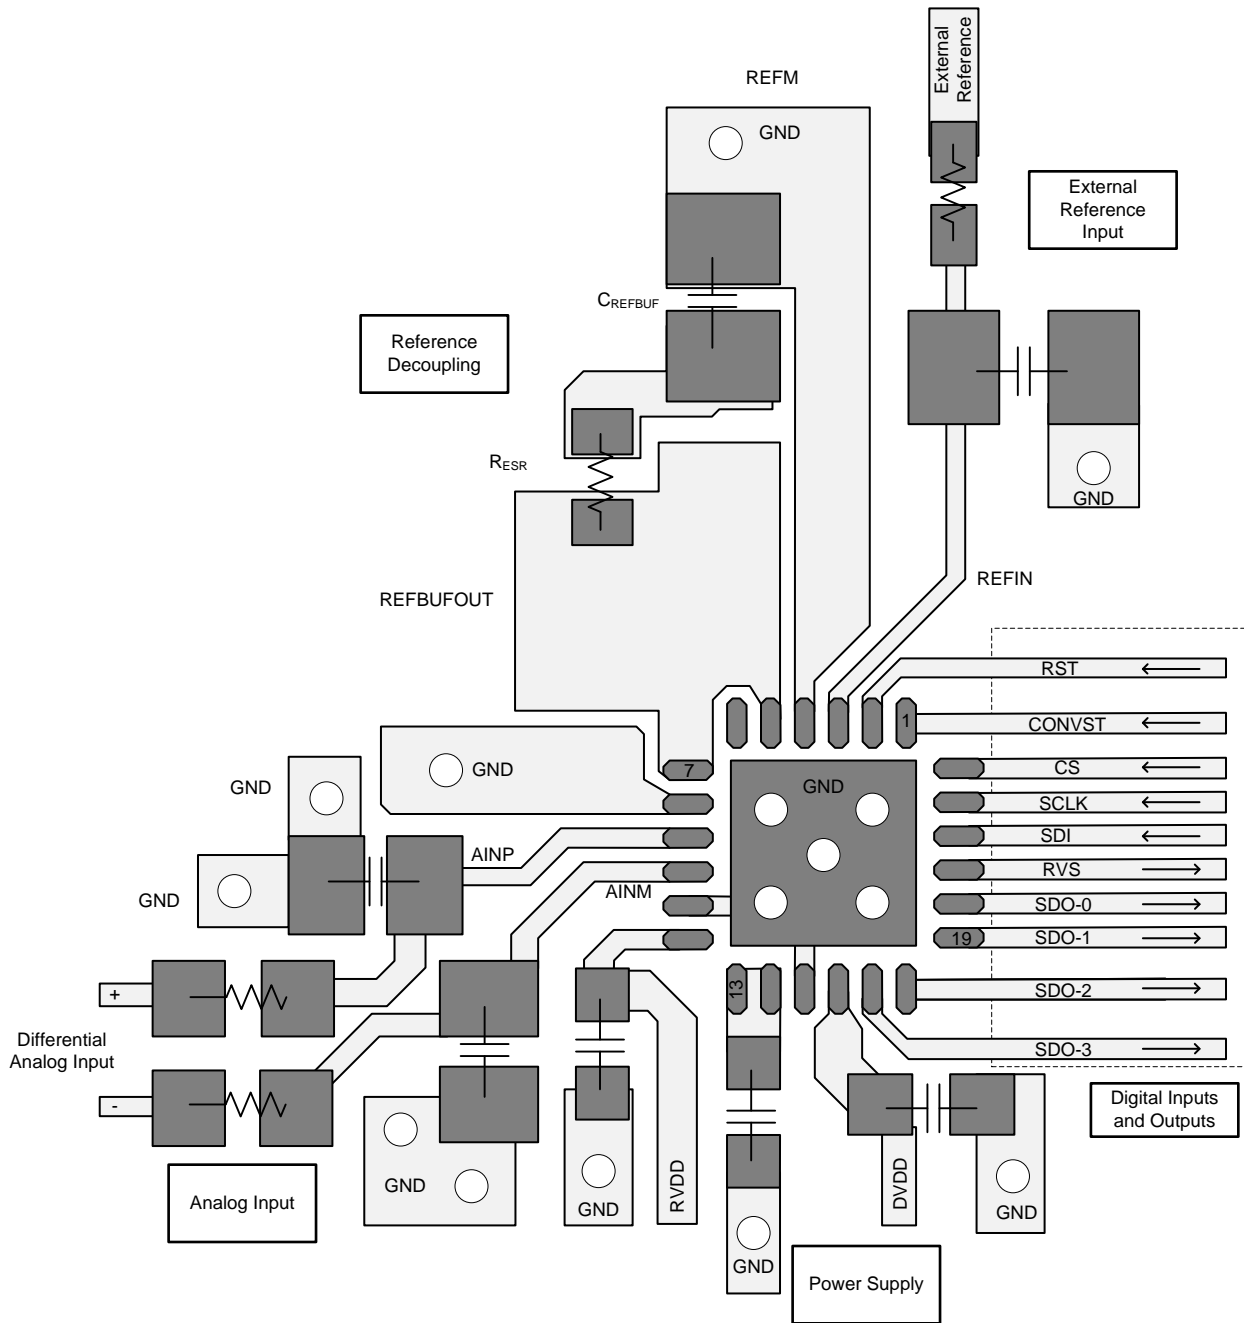 External
Reference
REFM
GND
External
Reference
Input
CREFBUF
Reference
Decoupling
RESR
GND
REFIN
REFBUFOUT
RST
1
CONVST
7
CS
GND
GND
GND
SCLK
SDI
AINP
RVS
AINM
GND
SDO-0
19
SDO-1
+
13
SDO-2
Differential
Analog Input
SDO-3
-
Digital Inputs
and Outputs
GND
RVDD
DVDD
Analog Input
GND
GND
GND
Power Supply